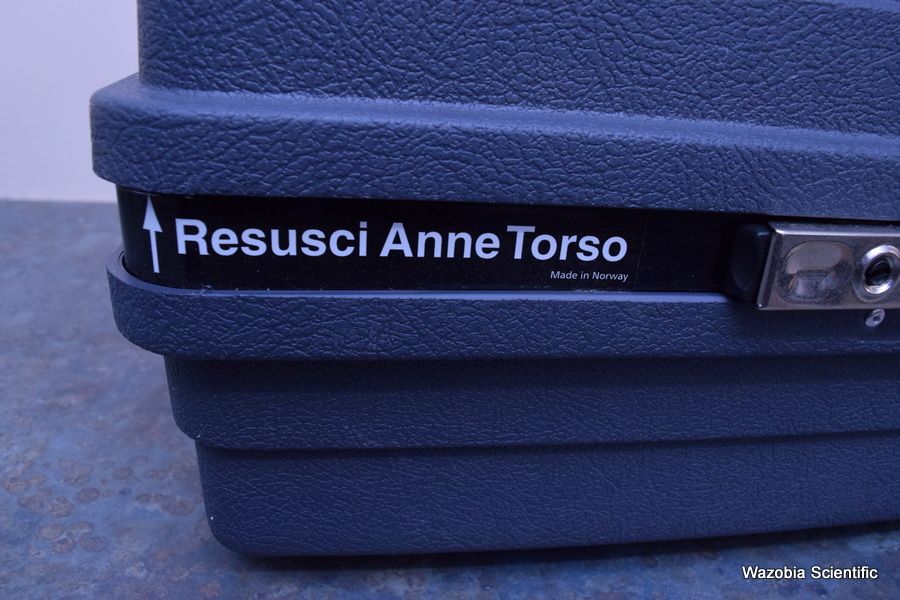 Resusci Anne Torso
Made in Norway
Wazobia Scientific